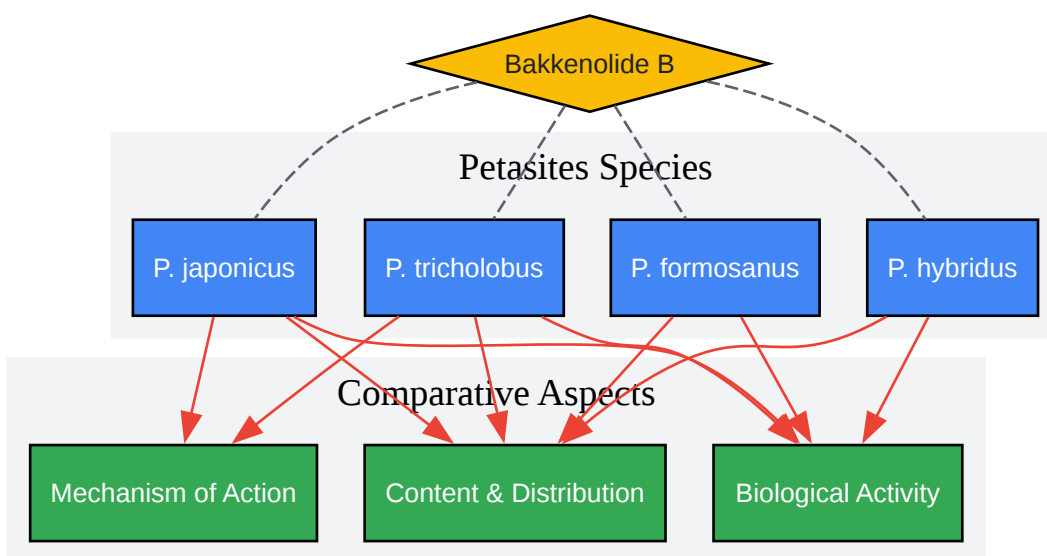 Bakkenolide B
Petasites Species
P. japonicus
P. tricholobus
P. formosanus
P. hybridus
Comparative Aspects
Mechanism of Action
Content & Distribution
Biological Activity